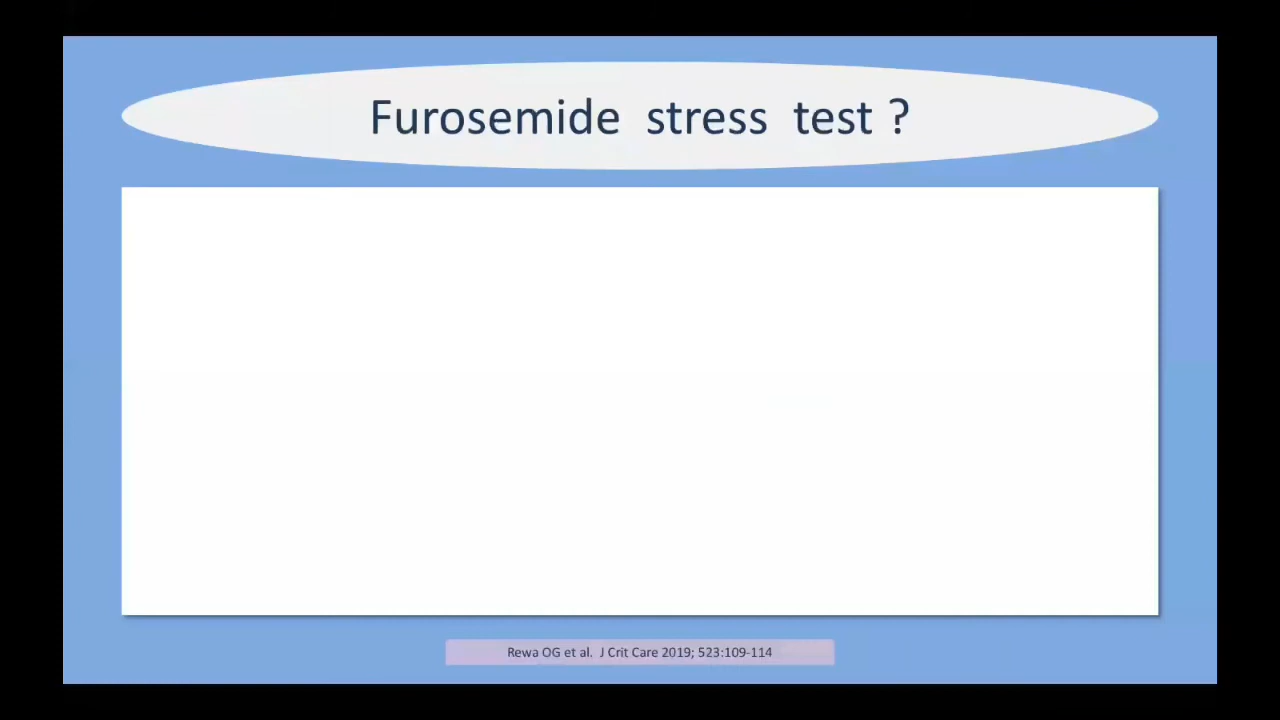 Furosemide stress test ?
Rewa OG et al. J Crit Care 2019; 523:109-114